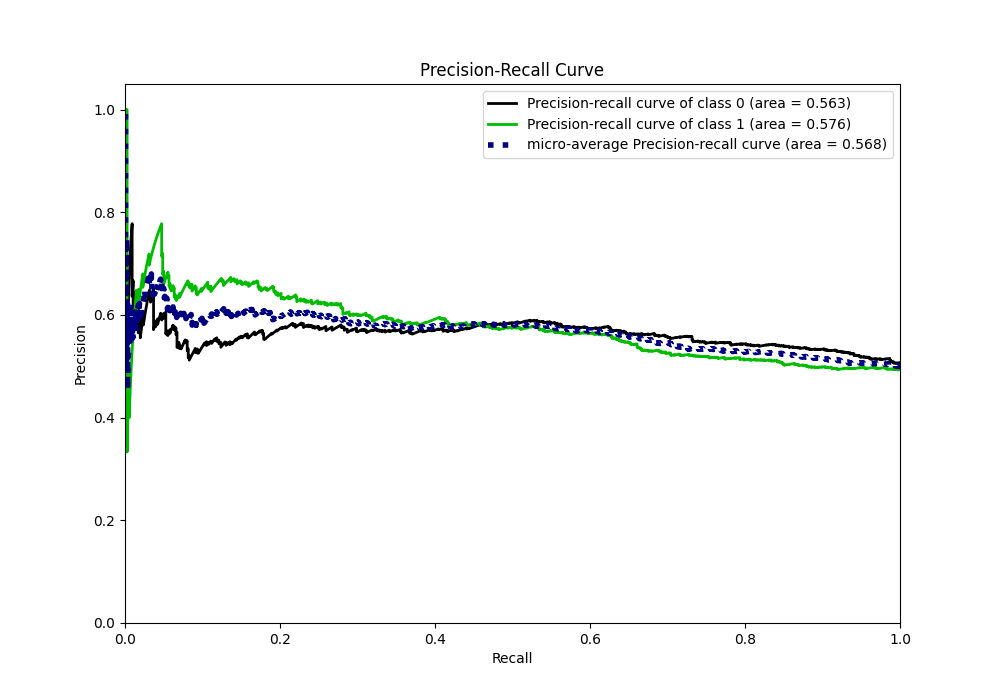 Precision-Recall Curve
Precision-recall curve of class 0 (area = 0.563)
Precision-recall curve of class 1 (area = 0.576)
micro-average Precision-recall curve (area = 0.568)
1.0
0.8
0.6
0.4
0.2
0.0
Precision
0.0 0.2 0.4 0.6 0.8 1.0
Recall